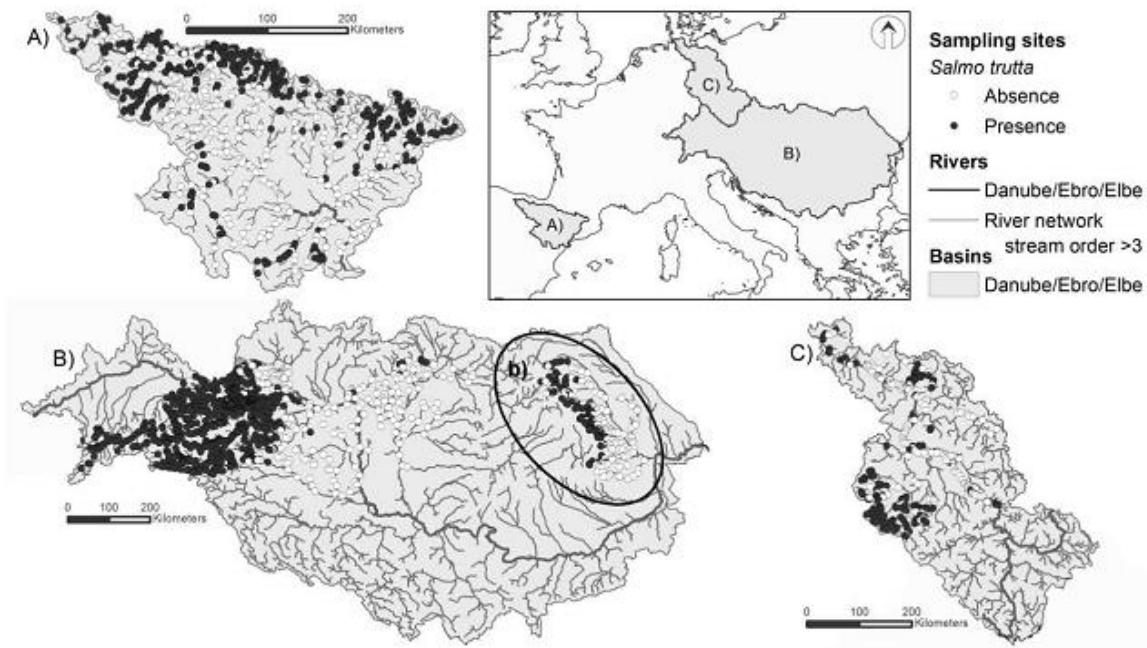 A)
0 100 200
Kilometers
C)
B)
A)
Sampling sites
Salmo trutta
Absence
Presence
Rivers
Danube/Ebro/Elbe
River network
stream order >3
Basins
Danube/Ebro/Elbe
B)
b)
0 100 200
Kilometers
C)
0 100 200
Kilometers